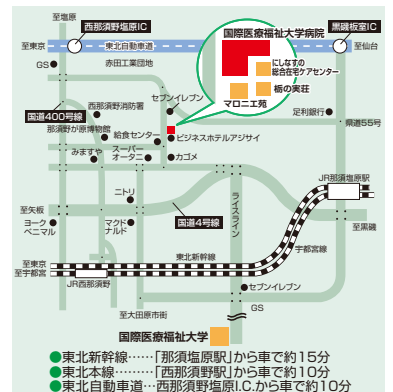 至塩原
西那須野塩原IC
黒磯板室IC
国際医療福祉大学病院
至東京
東北自動車道
至仙台
にしなすの
総合在宅ケアセンター
GS
赤田工業団地
栃の実荘
セブンイレブン
マロニエ苑
西那須野消防署
国道400号線
足利銀行
那須野が原博物館
県道55号
給食センター
ビジネスホテルアジサイ
みますや
スーパー
オータニ
カゴメ
JR那須塩原駅
ニトリ
ライスライン
至矢板
国道4号線
ヨーク
ベニマル
マクド
ナルド
至黒磯
宇都宮線
東北新幹線
至東京
至宇都宮
JR西那須野
セブンイレブン
GS
至大田原市街
国際医療福祉大学
●東北新幹線……「那須塩原駅」から車で約15分
●東北本線………「西那須野駅」から車で約10分
●東北自動車道…西那須塩原I.C.から車で約10分